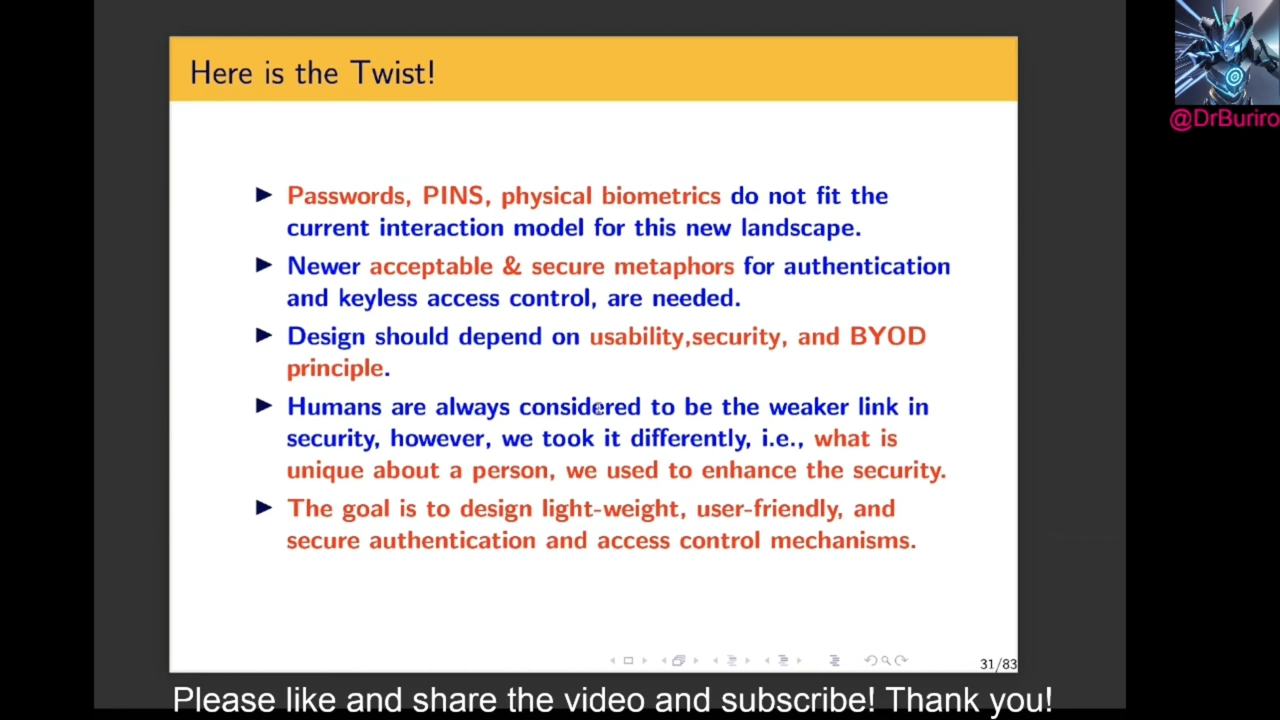 Here is the Twist!
@DrBuriro
▶ Passwords, PINS, physical biometrics do not fit the
current interaction model for this new landscape.
▶ Newer acceptable & secure metaphors for authentication
and keyless access control, are needed.
▶ Design should depend on usability,security, and BYOD
principle.
▶ Humans are always considered to be the weaker link in
security, however, we took it differently, i.e., what is
unique about a person, we used to enhance the security.
▶ The goal is to design light-weight, user-friendly, and
secure authentication and access control mechanisms.
31/83
Please like and share the video and subscribe! Thank you!